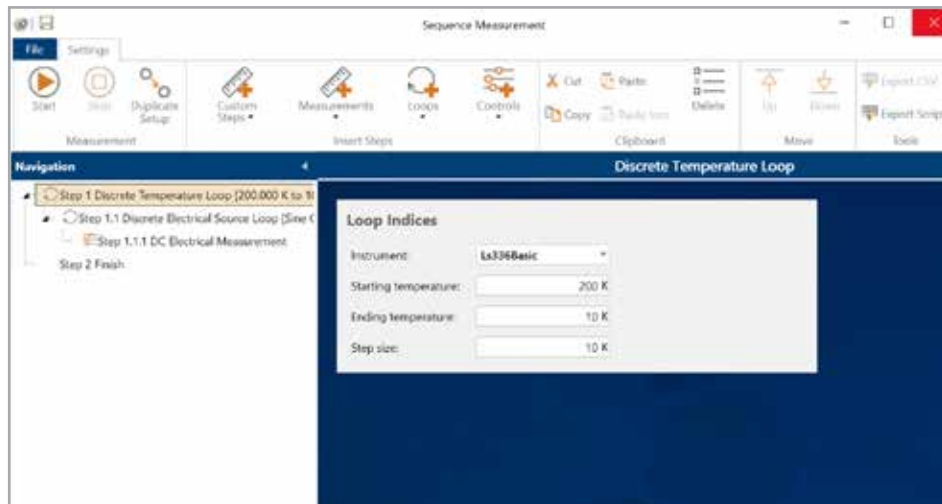 Sequence Measurement
File Settings
Start Stop Duplicate Setup Custom Steps Measurements Loops Controls Cut Copy Paste Delete Up Down Export CSV Export Script
Measurement Insert Steps Clipboard Move Tools
Navigation
Discrete Temperature Loop
Step 1 Discrete Temperature Loop [200.000 K to 10
Step 1.1 Discrete Electrical Source Loop [Sine C
Step 1.1.1 DC Electrical Measurement
Step 2 Finish
Loop Indices
Instrument: Ls336Basic
Starting temperature: 200 K
Ending temperature: 10 K
Step size: 10 K